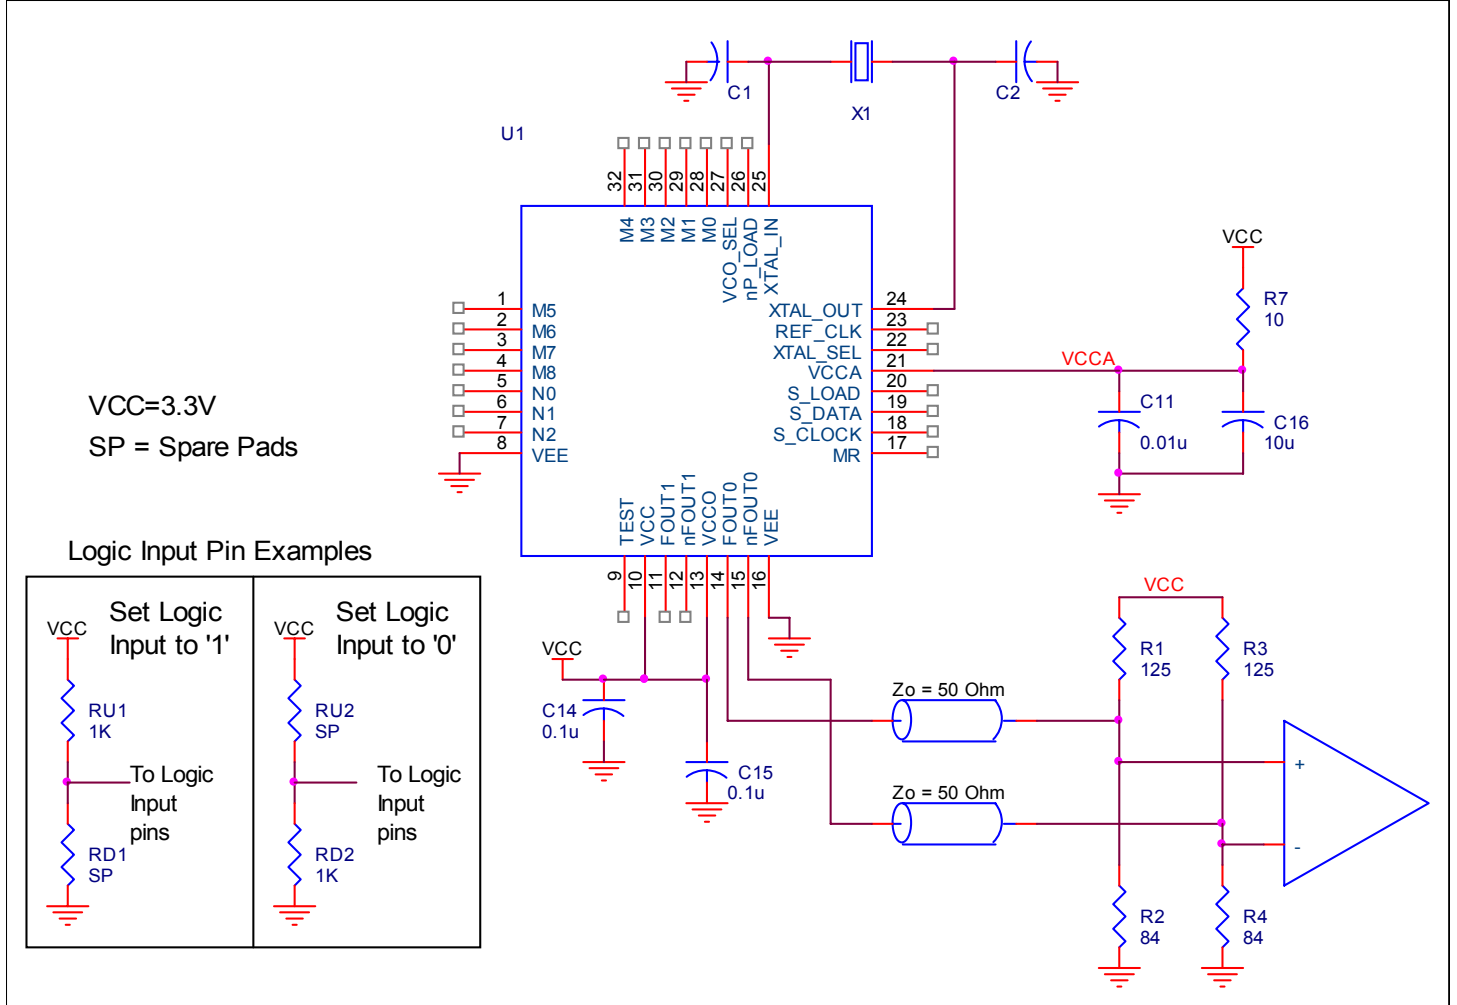 C1
X1
C2
U1
32
31
30
29
28
27
26
25
M4
M3
M2
M1
M0
VCO_SEL
nP_LOAD
XTAL_IN
1 M5
2 M6
3 M7
4 M8
5 N0
6 N1
7 N2
8 VEE
XTAL_OUT 24
REF_CLK 23
XTAL_SEL 22
VCCA 21
S_LOAD 20
S_DATA 19
S_CLOCK 18
MR 17
TEST
VCC
FOUT1
nFOUT1
VCCO
FOUT0
nFOUT0
VEE
9
10
11
12
13
14
15
16
VCC
R7
10
VCCA
C11
0.01u
C16
10u
VCC=3.3V
SP = Spare Pads
Logic Input Pin Examples
Set Logic
Input to '1'
VCC
RU1
1K
To Logic
Input
pins
RD1
SP
Set Logic
Input to '0'
VCC
RU2
SP
To Logic
Input
pins
RD2
1K
VCC
C14
0.1u
C15
0.1u
Zo = 50 Ohm
Zo = 50 Ohm
VCC
R1
125
R3
125
+
-
R2
84
R4
84